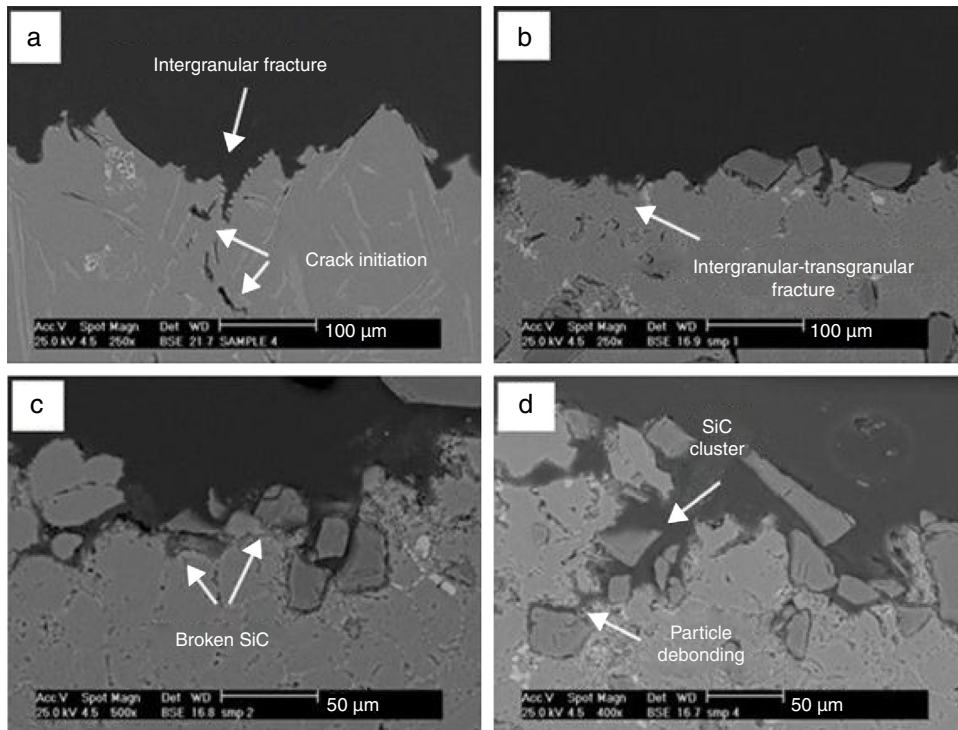 a
Intergranular fracture
Crack initiation
Acc.V Spot Magn Det WD
100 µm
25.0 kV 4.5 250x BSE 21.7 SAMPLE 4
b
Intergranular-transgranular
fracture
Acc.V Spot Magn Det WD
100 µm
25.0 kV 4.5 250x BSE 16.9 smp 1
c
Broken SiC
Acc.V Spot Magn Det WD
50 µm
25.0 kV 4.5 500x BSE 16.8 smp 2
d
SiC
cluster
Particle
debonding
Acc.V Spot Magn Det WD
50 µm
25.0 kV 4.5 400x BSE 16.7 smp 4